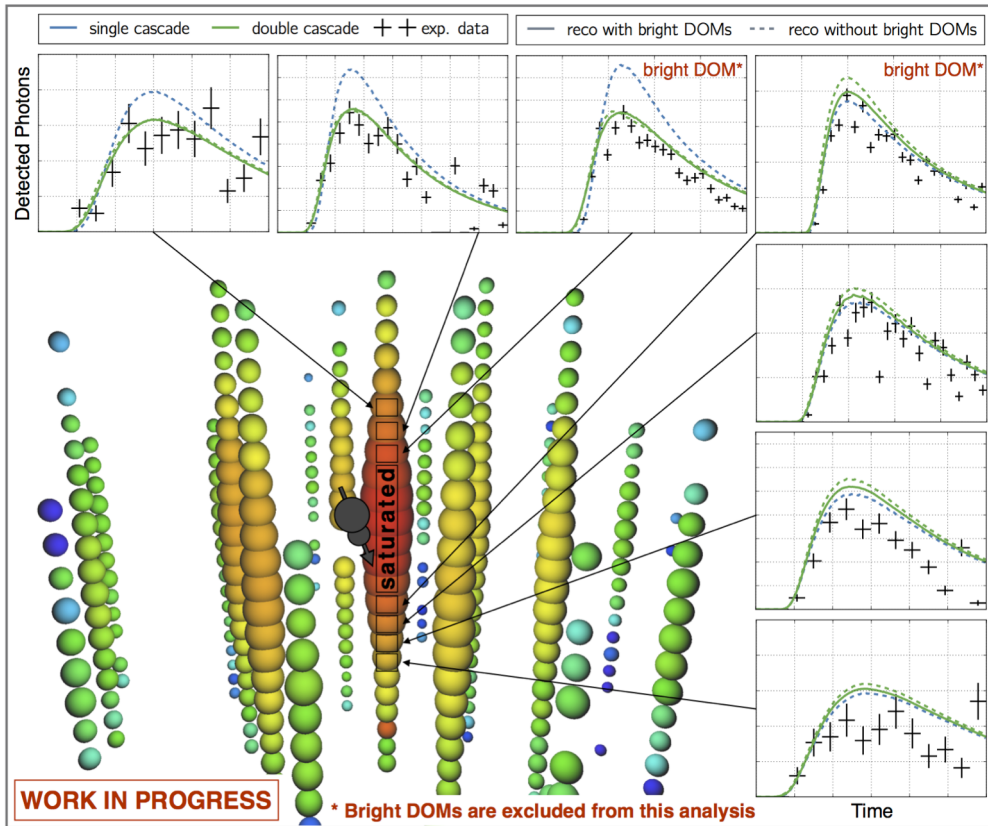 single cascade double cascade exp. data
reco with bright DOMs reco without bright DOMs
Detected Photons
bright DOM*
bright DOM*
saturated
WORK IN PROGRESS
* Bright DOMs are excluded from this analysis
Time